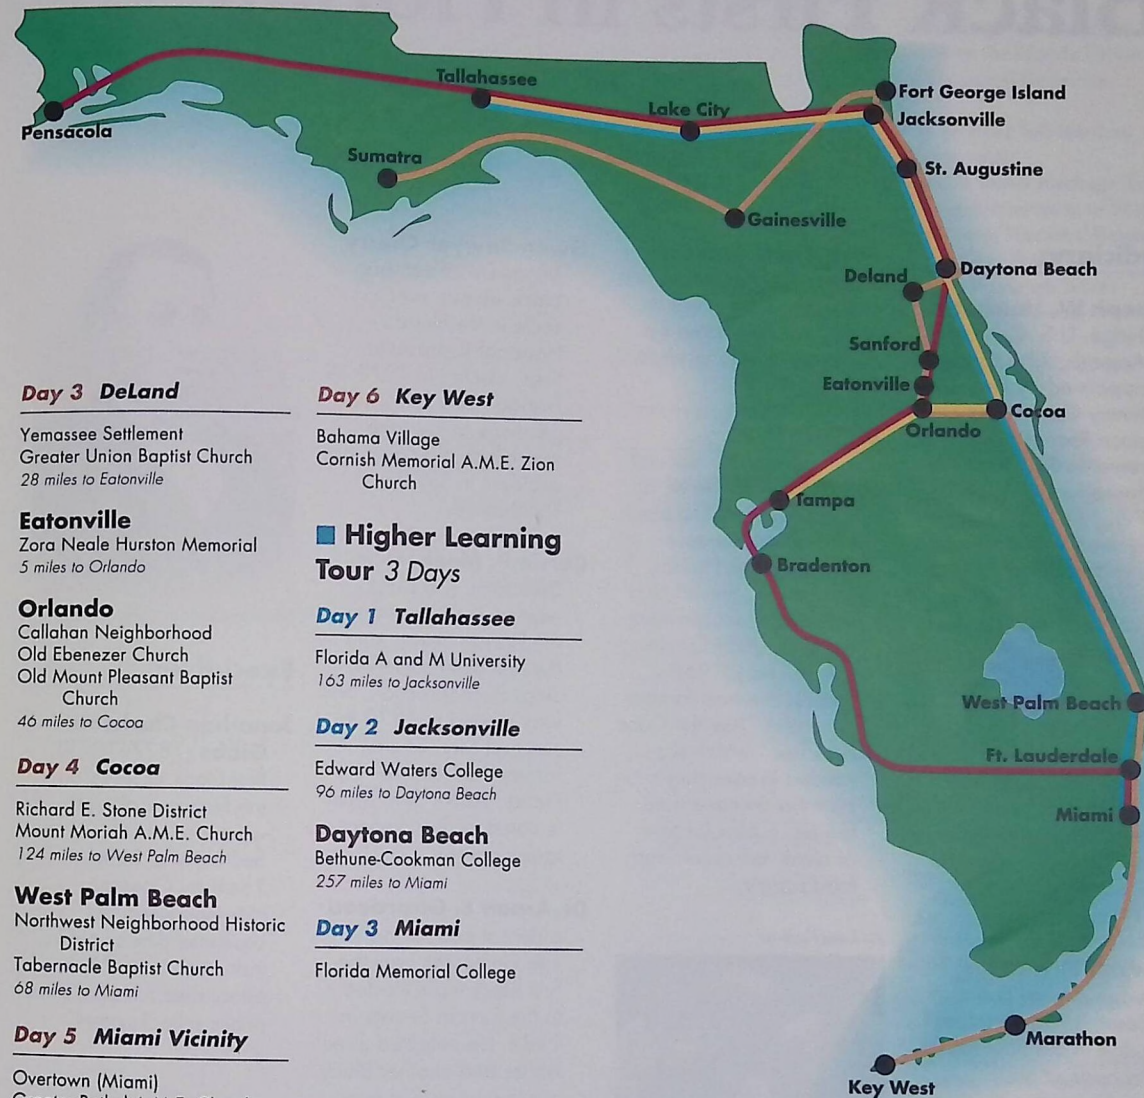 Tallahassee
Pensacola
Lake City
Fort George Island
Jacksonville
Sumatra
St. Augustine
Gainesville
Daytona Beach
Deland
Sanford
Eatonville
Cocoa
Orlando
Tampa
Bradenton
West Palm Beach
Ft. Lauderdale
Miami
Marathon
Key West
Day 3 DeLand
Yemassee Settlement
Greater Union Baptist Church
28 miles to Eatonville
Eatonville
Zora Neale Hurston Memorial
5 miles to Orlando
Orlando
Callahan Neighborhood
Old Ebenezer Church
Old Mount Pleasant Baptist
Church
46 miles to Cocoa
Day 4 Cocoa
Richard E. Stone District
Mount Moriah A.M.E. Church
124 miles to West Palm Beach
West Palm Beach
Northwest Neighborhood Historic
District
Tabernacle Baptist Church
68 miles to Miami
Day 5 Miami Vicinity
Overtown (Miami)
Day 6 Key West
Bahama Village
Cornish Memorial A.M.E. Zion
Church
Higher Learning
Tour 3 Days
Day 1 Tallahassee
Florida A and M University
163 miles to Jacksonville
Day 2 Jacksonville
Edward Waters College
96 miles to Daytona Beach
Daytona Beach
Bethune-Cookman College
257 miles to Miami
Day 3 Miami
Florida Memorial College